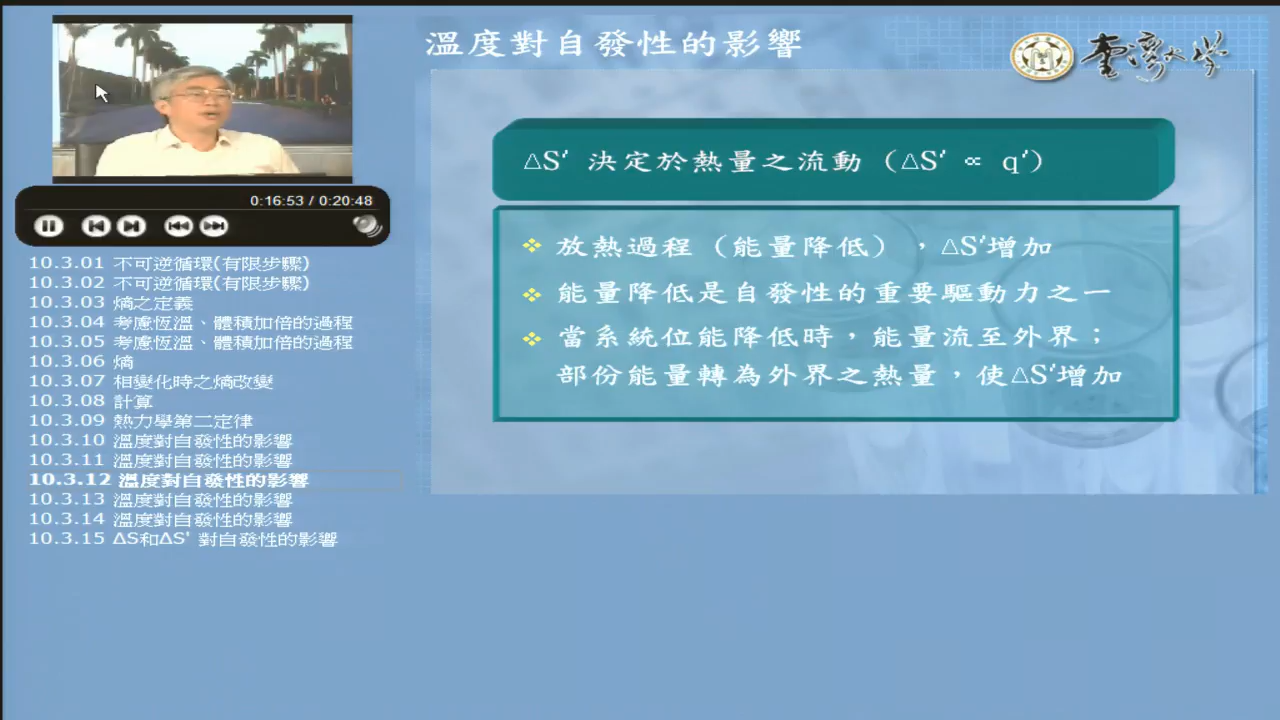 溫度對自發性的影響
臺灣大學
△S′ 決定於熱量之流動（△S′ ∝ q′）
放熱過程（能量降低），△S′增加
能量降低是自發性的重要驅動力之一
當系統位能降低時，能量流至外界；
部份能量轉為外界之熱量，使△S′增加
0:16:53 / 0:20:48
10.3.01 不可逆循環(有限步驟)
10.3.02 不可逆循環(有限步驟)
10.3.03 熵之定義
10.3.04 考慮恆溫、體積加倍的過程
10.3.05 考慮恆溫、體積加倍的過程
10.3.06 熵
10.3.07 相變化時之熵改變
10.3.08 計算
10.3.09 熱力學第二定律
10.3.10 溫度對自發性的影響
10.3.11 溫度對自發性的影響
10.3.12 溫度對自發性的影響
10.3.13 溫度對自發性的影響
10.3.14 溫度對自發性的影響
10.3.15 ΔS和ΔS' 對自發性的影響